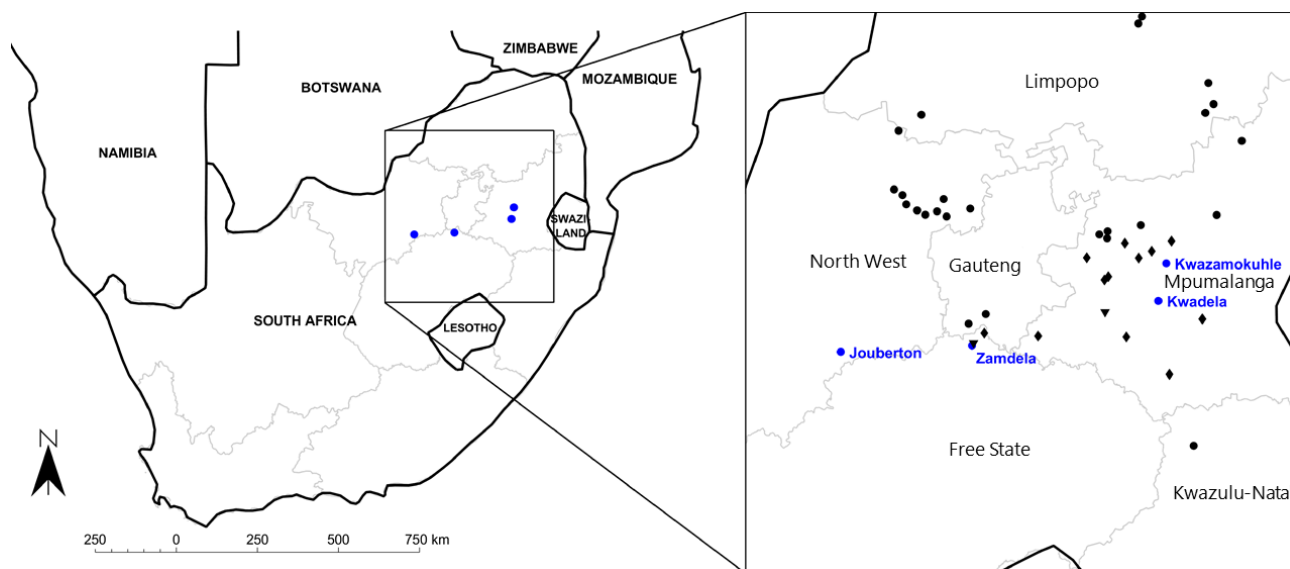 ZIMBABWE
MOZAMBIQUE
BOTSWANA
NAMIBIA
SWAZI-
LAND
SOUTH AFRICA
LESOTHO
N
250 0 250 500 750 km
Limpopo
North West
Gauteng
Kwazamokuhle
Mpumalanga
Kwadela
Jouberton
Zamdela
Free State
Kwazulu-Nata